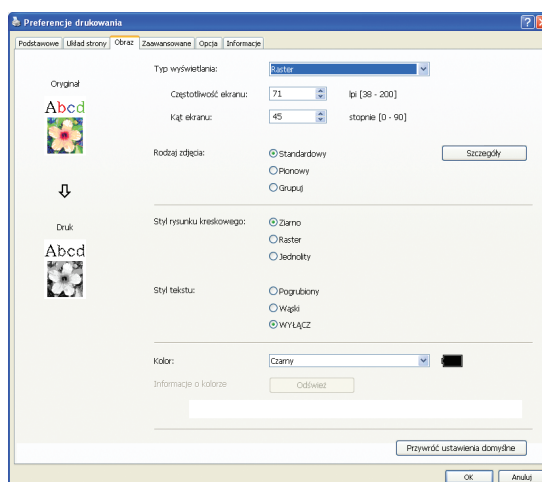 Preferencje drukowania
Podstawowe Układ strony Obraz Zaawansowane Opcja Informacje
Typ wyświetlania: Raster
Oryginał
Abcd
Częstotliwość ekranu: 71 lpi [38 - 200]
Kąt ekranu: 45 stopnie [0 - 90]
Rodzaj zdjęcia: Standardowy Szczegóły
Pionowy
Grupuj
Druk
Abcd
Styl rysunku kreskowego: Ziarno
Raster
Jednolity
Styl tekstu: Pogrubiony
Wąski
WYŁĄCZ
Kolor: Czarny
Informacje o kolorze Odśwież
Przywróć ustawienia domyślne
OK Anuluj